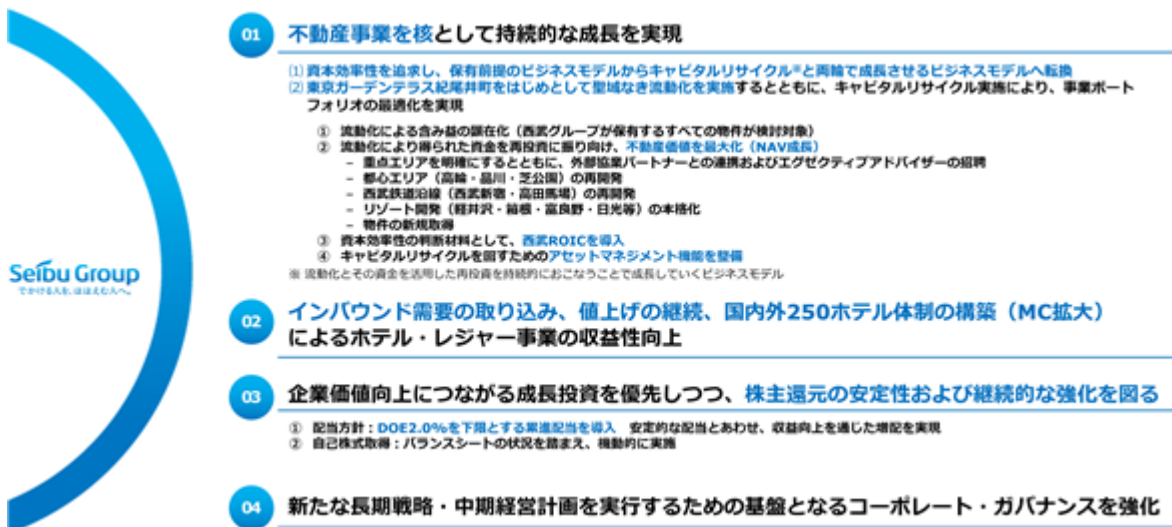 01 不動産事業を核として持続的な成長を実現
⑴ 資本効率性を追求し、保有前提のビジネスモデルからキャピタルリサイクル※と両輪で成長させるビジネスモデルへ転換
⑵ 東京ガーデンテラス紀尾井町をはじめとして聖域なき流動化を実施するとともに、キャピタルリサイクル実施により、事業ポート
フォリオの最適化を実現
① 流動化による含み益の顕在化（西武グループが保有するすべての物件が検討対象）
② 流動化により得られた資金を再投資に振り向け、不動産価値を最大化（NAV成長）
− 重点エリアを明確にするとともに、外部協業パートナーとの連携およびエグゼクティブアドバイザーの招聘
− 都心エリア（高輪・品川・芝公園）の再開発
− 西武鉄道沿線（西武新宿・高田馬場）の再開発
− リゾート開発（軽井沢・箱根・富良野・日光等）の本格化
− 物件の新規取得
③ 資本効率性の判断材料として、西武ROICを導入
④ キャピタルリサイクルを回すためのアセットマネジメント機能を整備
※ 流動化とその資金を活用した再投資を持続的におこなうことで成長していくビジネスモデル
Seibu Group
でかける人を、ほほえむ人へ。
02 インバウンド需要の取り込み、値上げの継続、国内外250ホテル体制の構築（MC拡大）
によるホテル・レジャー事業の収益性向上
03 企業価値向上につながる成長投資を優先しつつ、株主還元の安定性および継続的な強化を図る
① 配当方針：DOE2.0%を下限とする累進配当を導入 安定的な配当とあわせ、収益向上を通じた増配を実現
② 自己株式取得：バランスシートの状況を踏まえ、機動的に実施
04 新たな長期戦略・中期経営計画を実行するための基盤となるコーポレート・ガバナンスを強化